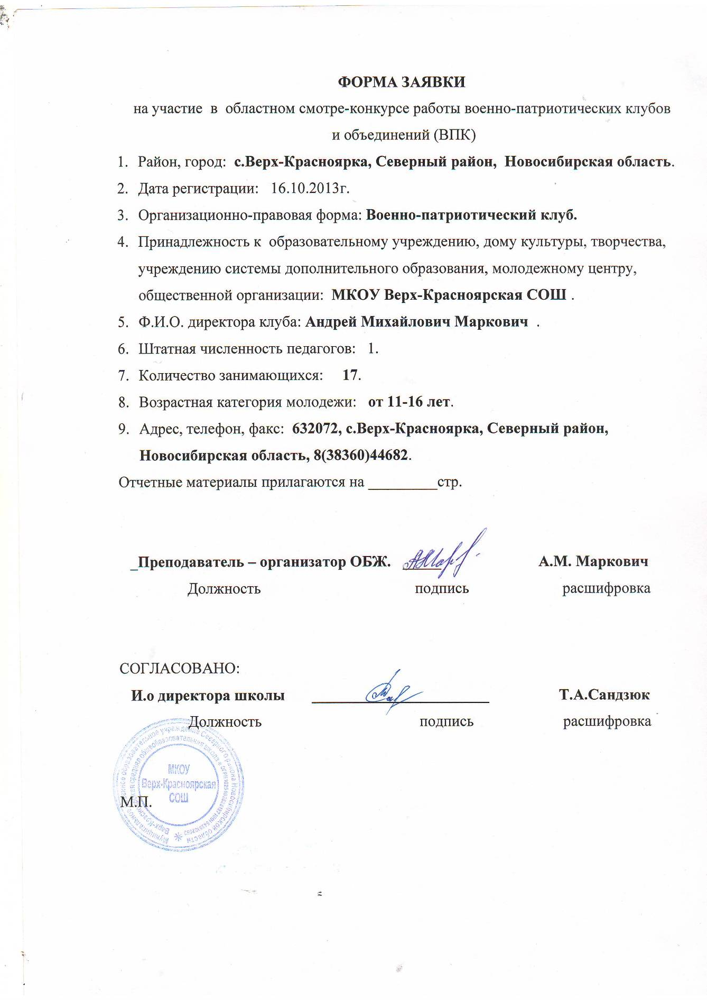 ФОРМА ЗАЯВКИ
на участие в областном смотре-конкурсе работы военно-патриотических клубов
и объединений (ВПК)
1. Район, город: с.Верх-Красноярка, Северный район, Новосибирская область.
2. Дата регистрации: 16.10.2013г.
3. Организационно-правовая форма: Военно-патриотический клуб.
4. Принадлежность к образовательному учреждению, дому культуры, творчества,
учреждению системы дополнительного образования, молодежному центру,
общественной организации: МКОУ Верх-Красноярская СОШ .
5. Ф.И.О. директора клуба: Андрей Михайлович Маркович .
6. Штатная численность педагогов: 1.
7. Количество занимающихся: 17.
8. Возрастная категория молодежи: от 11-16 лет.
9. Адрес, телефон, факс: 632072, с.Верх-Красноярка, Северный район,
Новосибирская область, 8(38360)44682.
Отчетные материалы прилагаются на _________стр.
_Преподаватель – организатор ОБЖ. _____ А.М. Маркович
Должность подпись расшифровка
СОГЛАСОВАНО:
И.о директора школы _______________________ Т.А.Сандзюк
Должность подпись расшифровка
МКОУ
Верх-Красноярская
СОШ
М.П.